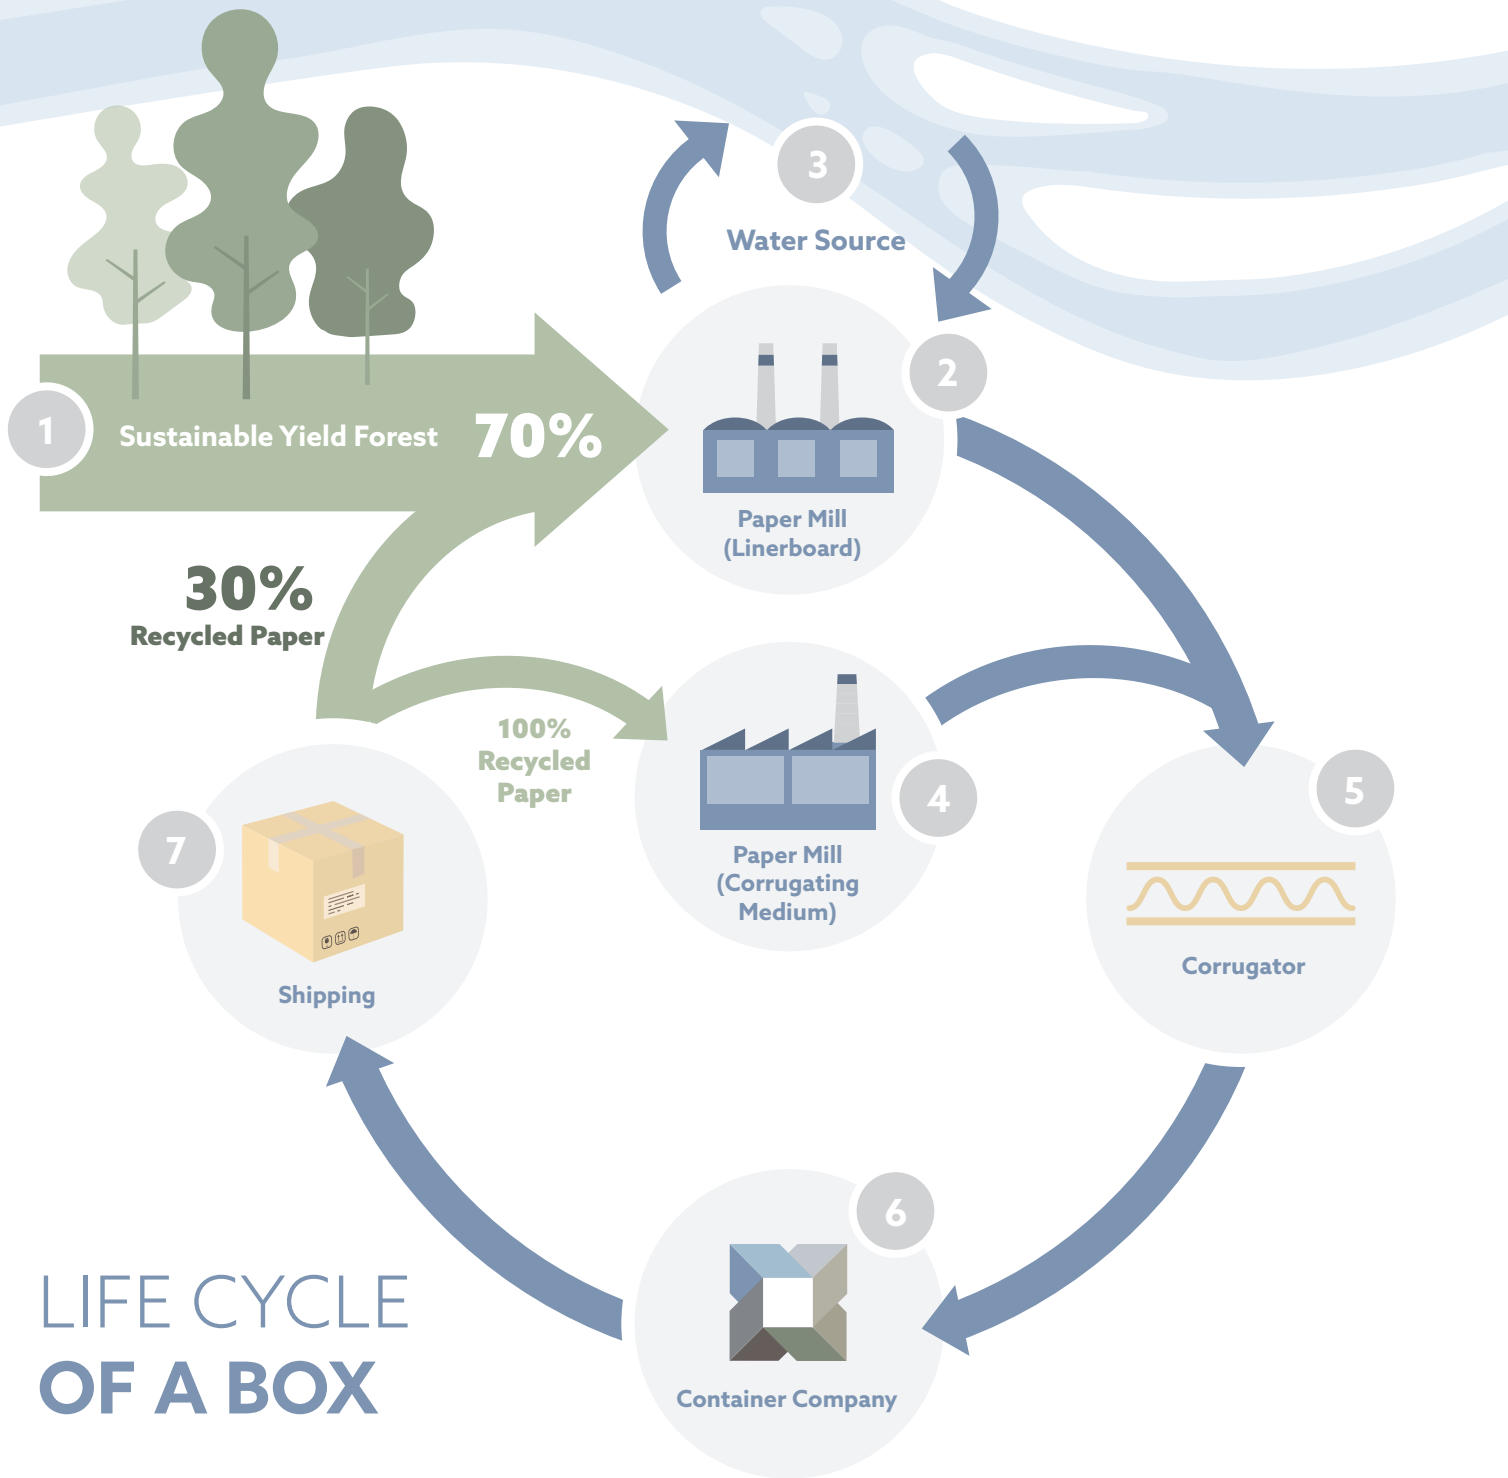 3
Water Source
2
1
Sustainable Yield Forest
70%
Paper Mill
(Linerboard)
30%
Recycled Paper
100%
Recycled
Paper
4
Paper Mill
(Corrugating
Medium)
5
Corrugator
7
Shipping
6
Container Company
LIFE CYCLE
OF A BOX